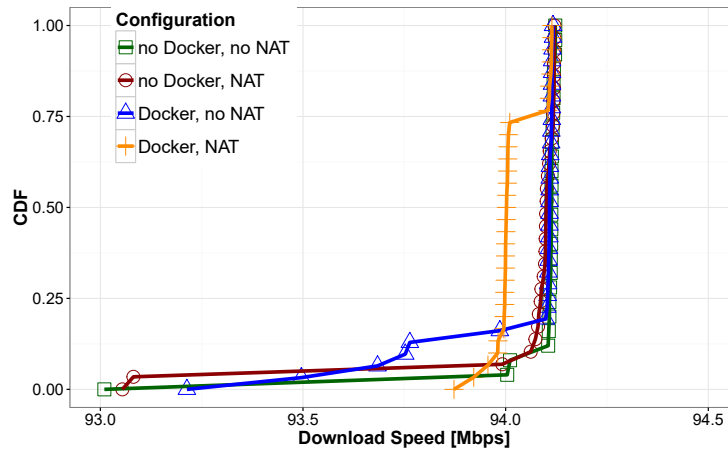 Configuration
no Docker, no NAT
no Docker, NAT
Docker, no NAT
Docker, NAT
CDF
1.00
0.75
0.50
0.25
0.00
93.0 93.5 94.0 94.5
Download Speed [Mbps]